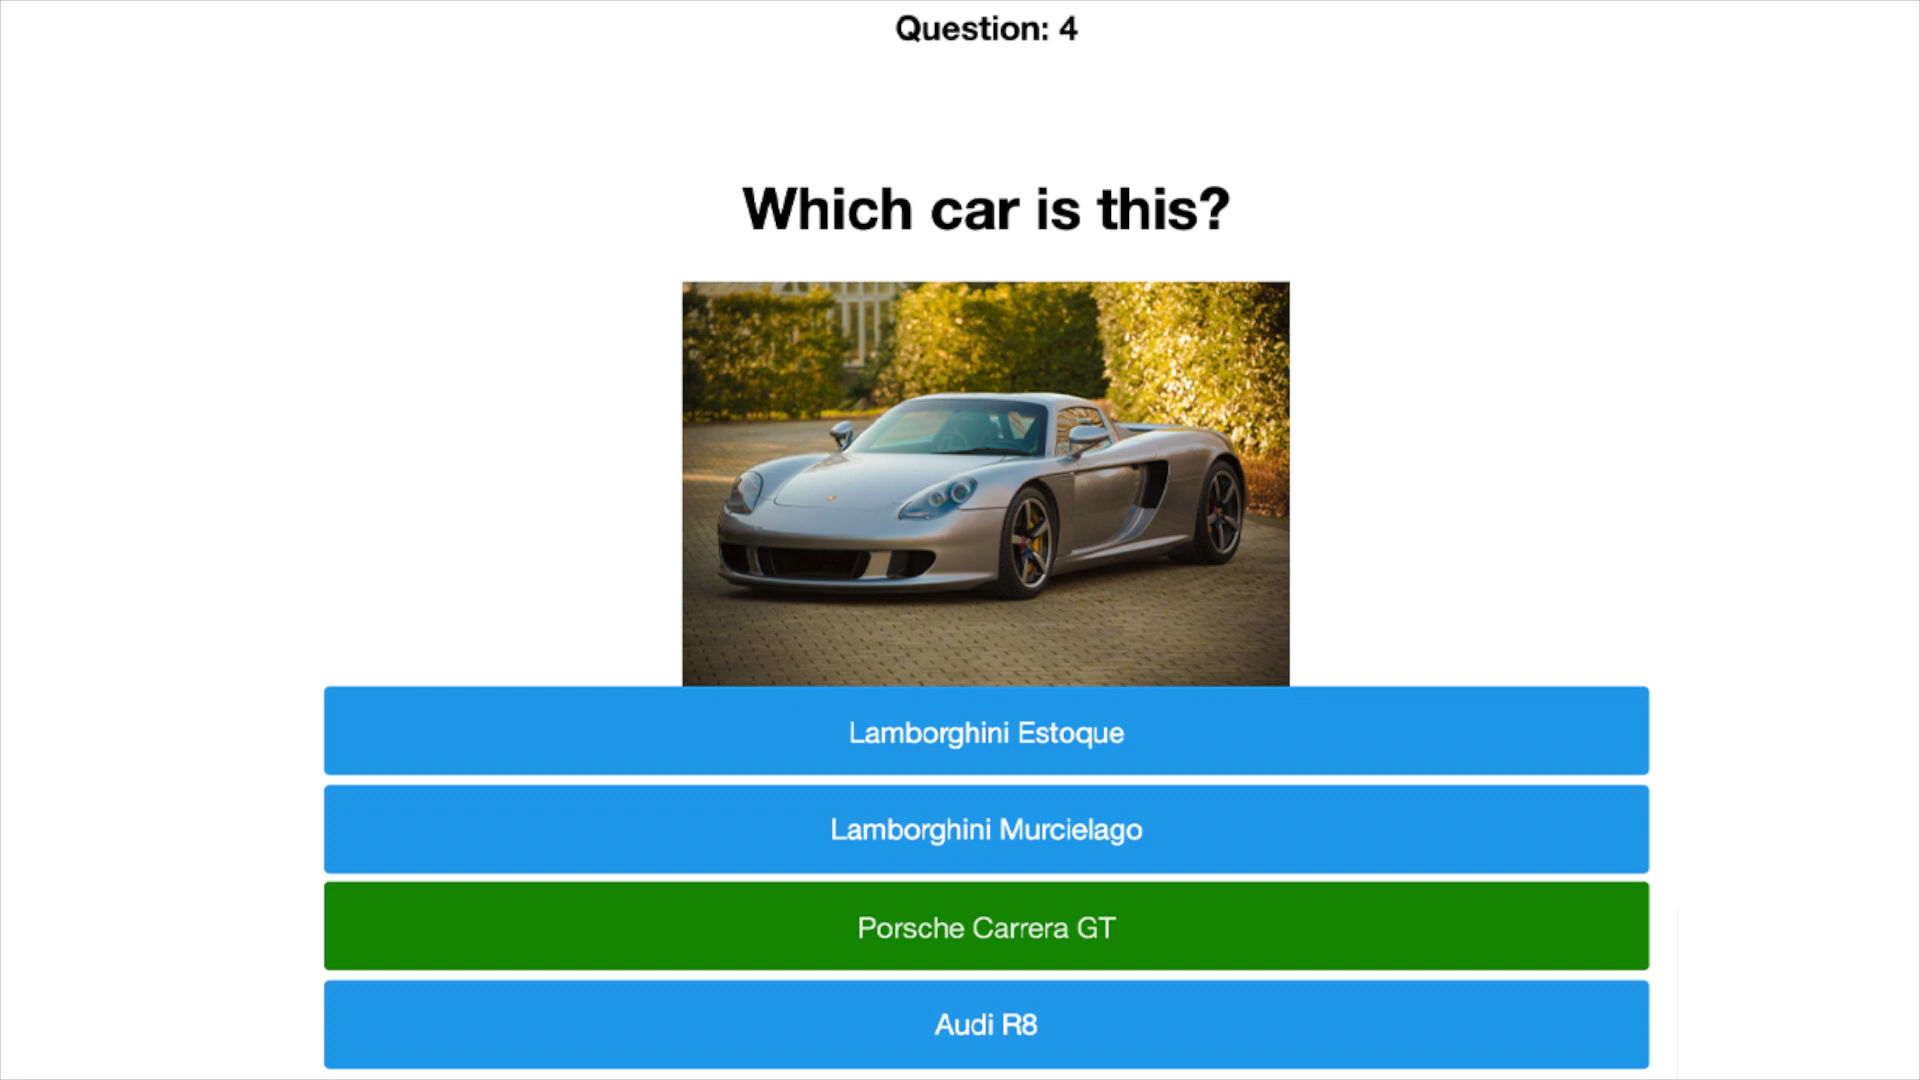 Question: 4
Which car is this?
Lamborghini Estoque
Lamborghini Murcielago
Porsche Carrera GT
Audi R8